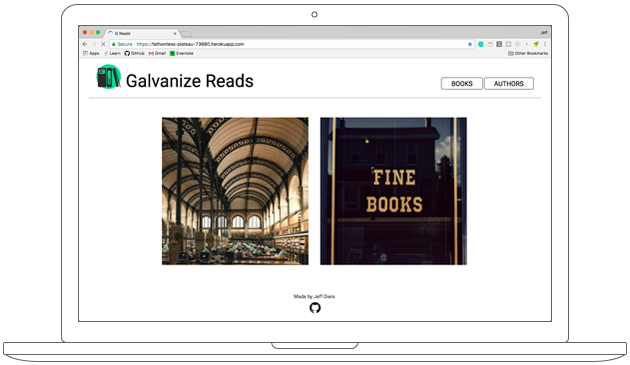 G Reads
Jeff
Secure https://fathomless-plateau-73680.herokuapp.com
Apps Learn GitHub Gmail Evernote Other Bookmarks
Galvanize Reads
BOOKS AUTHORS
FINE
BOOKS
Made by Jeff Diers